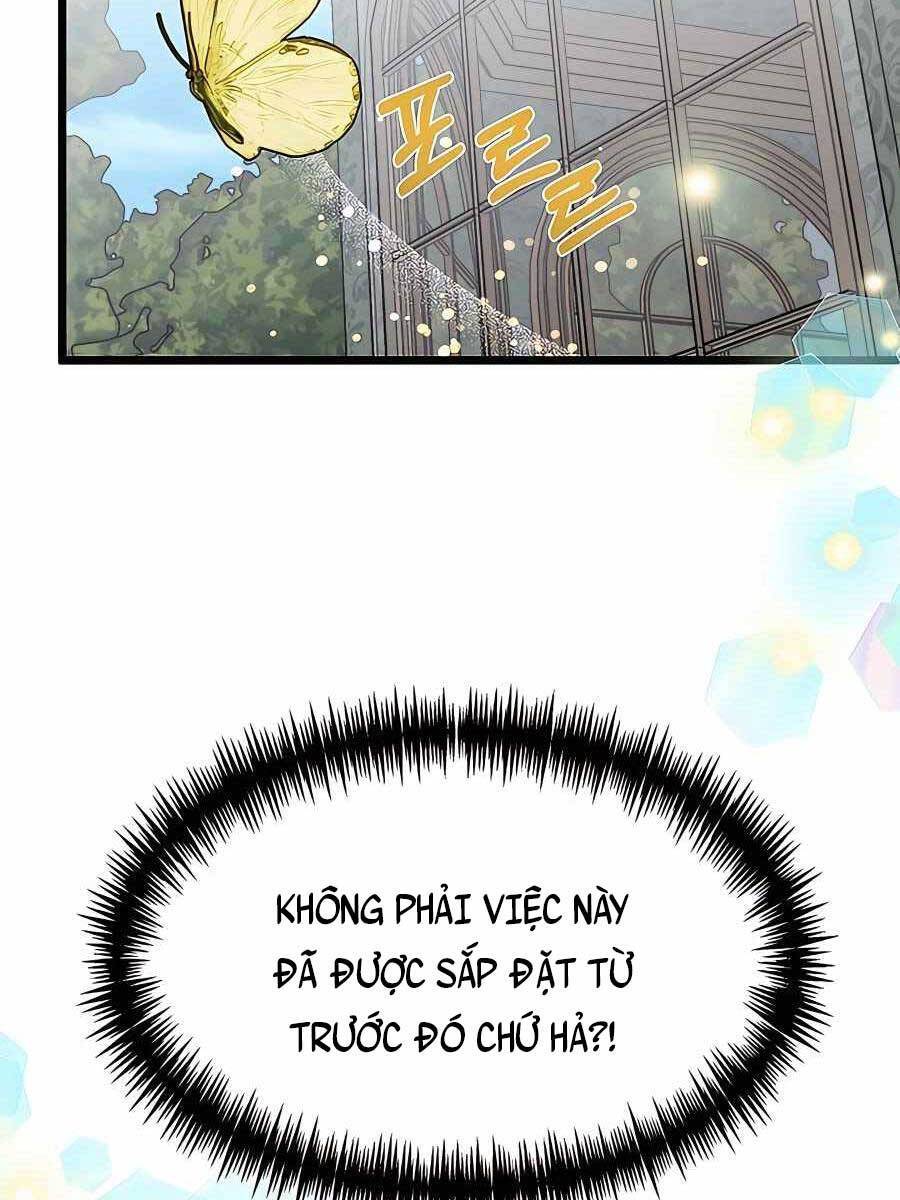 포르르
KHÔNG PHẢI VIỆC NÀY
ĐÃ ĐƯỢC SẮP ĐẶT TỪ
TRƯỚC ĐÓ CHỨ HẢ?!